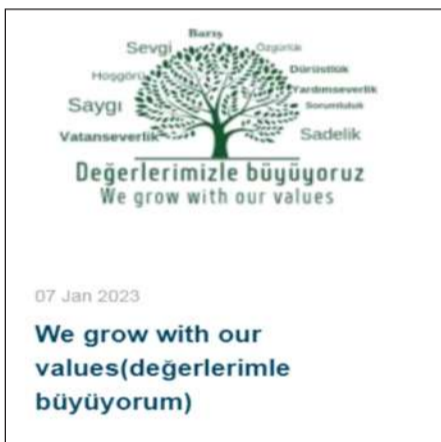 Barış
Sevgi
Özgürlük
Hoşgörü
Dürüstlük
Yardımseverlik
Saygı
Sorumluluk
Vatanseverlik
Sadelik
Değerlerimizle büyüyoruz
We grow with our values
07 Jan 2023
We grow with our
values(değerlerimle
büyüyorum)